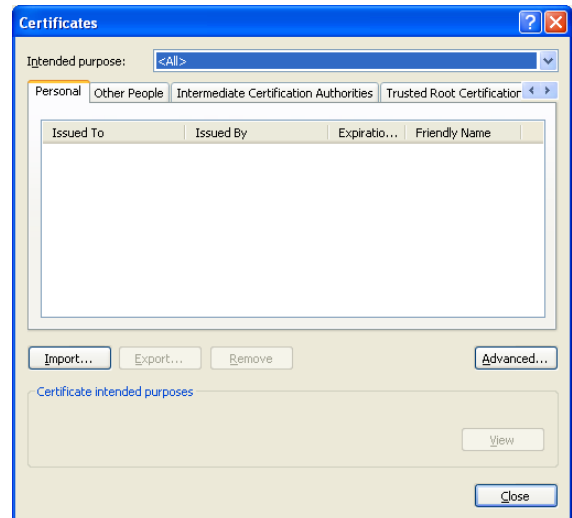 Certificates
Intended purpose: <All>
Personal Other People Intermediate Certification Authorities Trusted Root Certification
Issued To Issued By Expiratio... Friendly Name
Import... Export... Remove Advanced...
Certificate intended purposes
View
Close